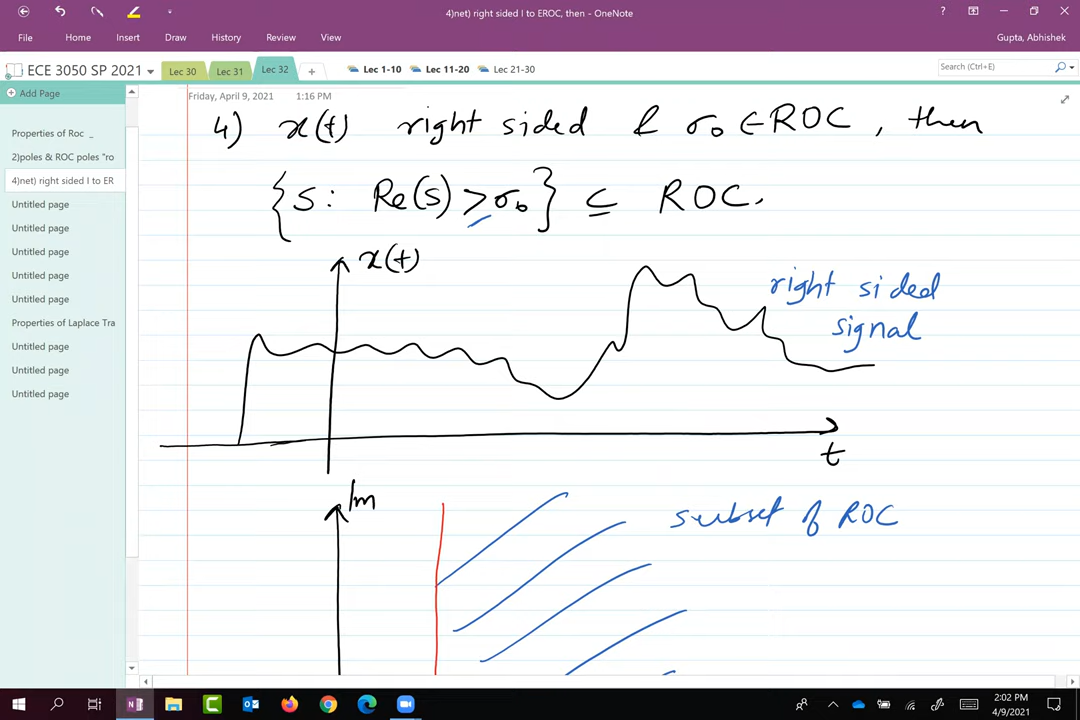 4)net) right sided I to EROC, then - OneNote
Gupta, Abhishek
File Home Insert Draw History Review View
ECE 3050 SP 2021 Lec 30 Lec 31 Lec 32 Lec 1-10 Lec 11-20 Lec 21-30
Search (Ctrl+E)
Add Page
Properties of Roc _
2)poles & ROC poles "ro
4)net) right sided I to ER
Untitled page
Untitled page
Untitled page
Untitled page
Untitled page
Properties of Laplace Tra
Untitled page
Untitled page
Untitled page
Friday, April 9, 2021 1:16 PM
4) x(t) right sided & σ₀ ∈ ROC, then
{s: Re(s) > σ₀} ⊆ ROC.
x(t)
right sided
signal
t
Im
subset of ROC
2:02 PM
4/9/2021